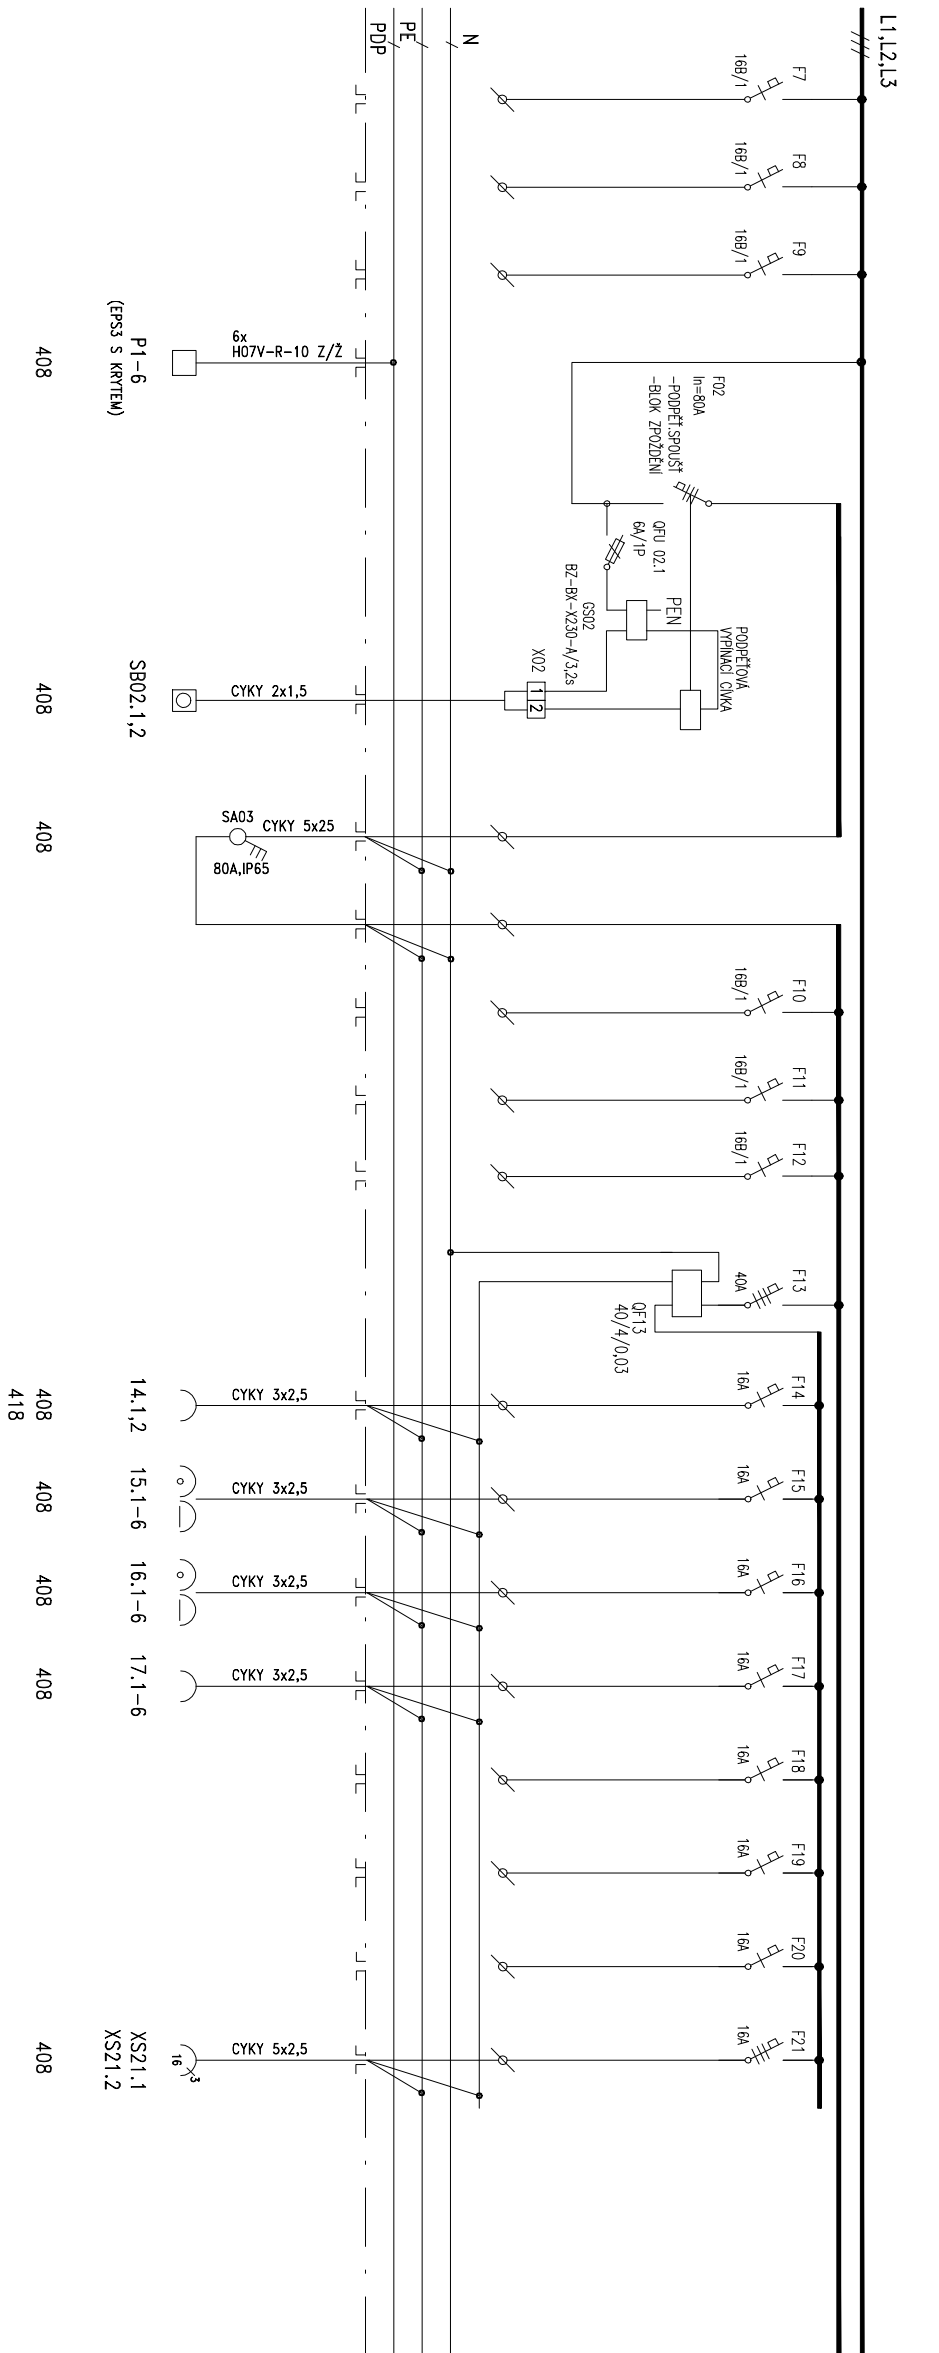 L1,L2,L3
N
PE
PDP
F7
16B/1
F8
16B/1
F9
16B/1
6x
H07V-R-10 Z/Ž
P1-6
(EPS3 S KRYTEM)
408
F02
In=80A
-PODPĚŤ.SPOUŠŤ
-BLOK ZPOŽDĚNÍ
QFU 02.1
6A/1P
GS02
BZ-BX-X230-A/3,2s
PEN
PODPĚŤOVÁ
VYPÍNACÍ CÍVKA
X02
1
2
CYKY 2x1,5
SB02.1,2
408
SA03
CYKY 5x25
80A,IP65
408
F10
16B/1
F11
16B/1
F12
16B/1
F13
40A
QF13
40/4/0,03
F14
16A
CYKY 3x2,5
14.1,2
408
418
F15
16A
CYKY 3x2,5
15.1-6
408
F16
16A
CYKY 3x2,5
16.1-6
408
F17
16A
CYKY 3x2,5
17.1-6
408
F18
16A
F19
16A
F20
16A
F21
16A
CYKY 5x2,5
3
16
XS21.1
XS21.2
408